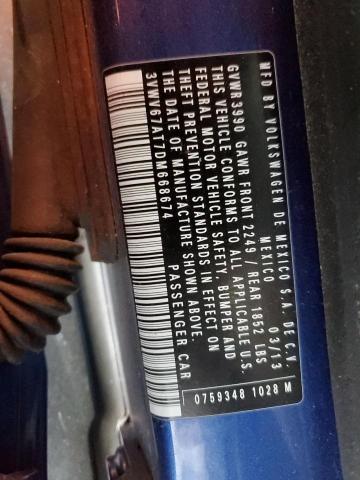 MFD BY VOLKSWAGEN DE MEXICO S.A. DE C.V.
MEXICO 03/13
GVWR3990 GAWR FRONT 2249 / REAR 1852 LBS
THIS VEHICLE CONFORMS TO ALL APPLICABLE U.S.
FEDERAL MOTOR VEHICLE SAFETY, BUMPER AND
THEFT PREVENTION STANDARDS IN EFFECT ON
THE DATE OF MANUFACTURE SHOWN ABOVE.
3VWV67AT7DM668674 PASSENGER CAR
0759348 1028 M